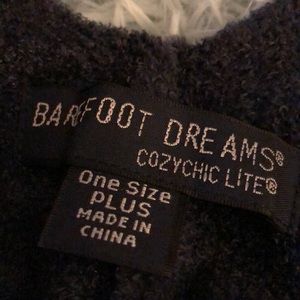 BAREFOOT DREAMS®
COZYCHIC LITE®
One Size
PLUS
MADE IN
CHINA